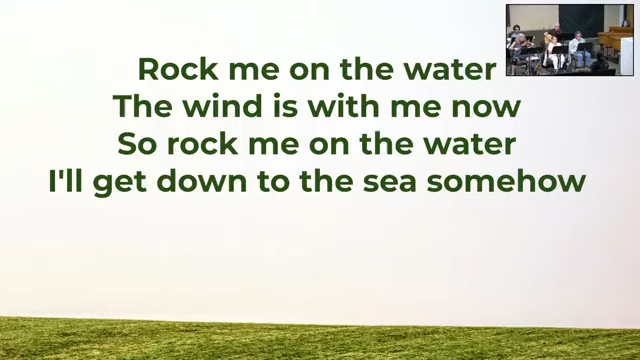 Rock me on the water
The wind is with me now
So rock me on the water
I'll get down to the sea somehow